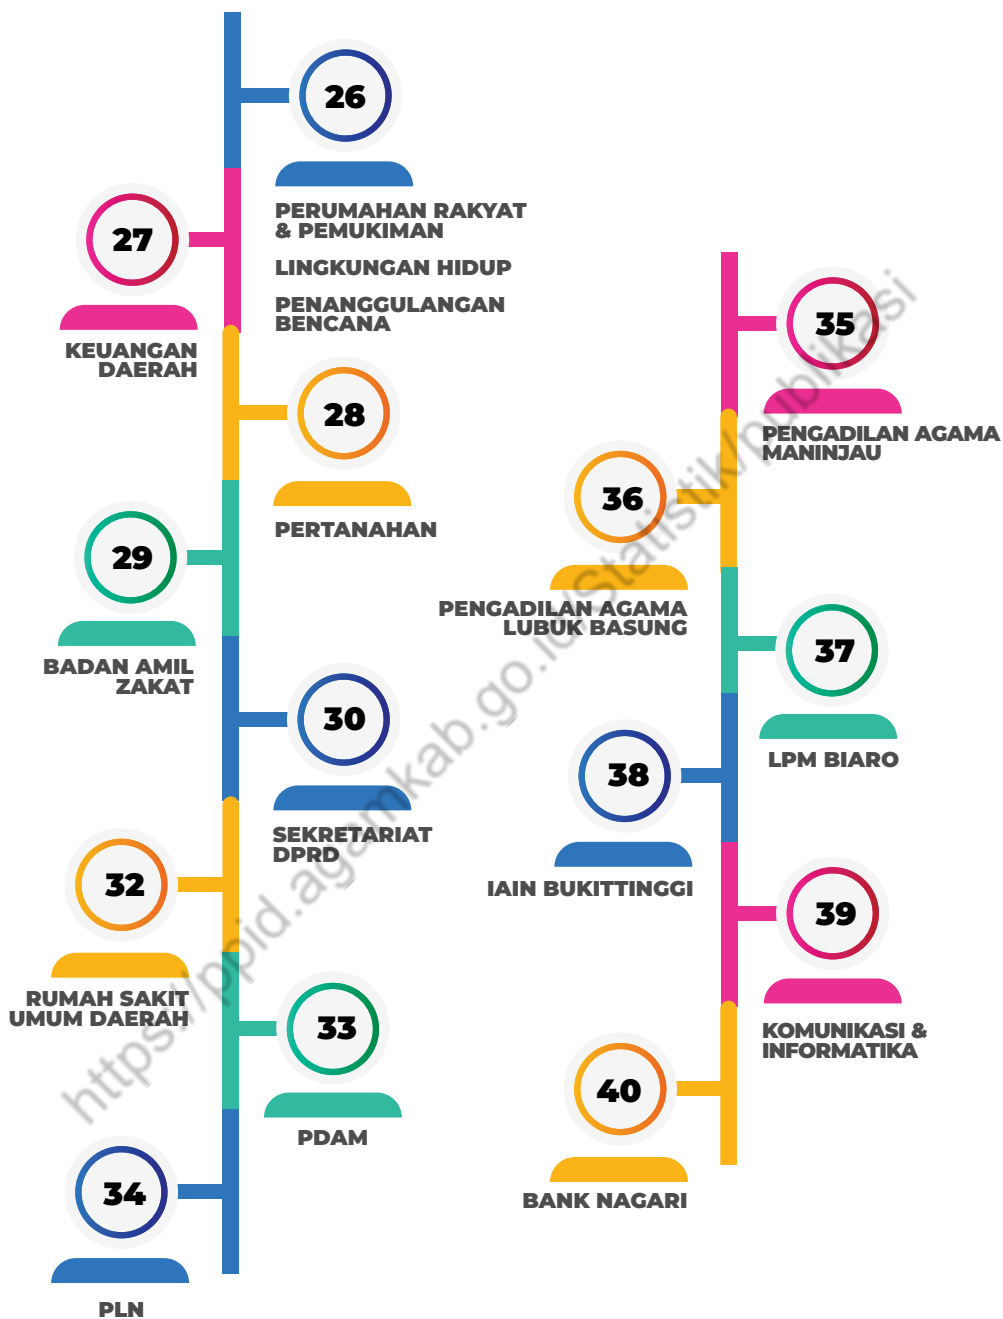 26
PERUMAHAN RAKYAT
& PEMUKIMAN
LINGKUNGAN HIDUP
PENANGGULANGAN
BENCANA
27
KEUANGAN
DAERAH
28
PERTANAHAN
29
BADAN AMIL
ZAKAT
30
SEKRETARIAT
DPRD
32
RUMAH SAKIT
UMUM DAERAH
33
PDAM
34
PLN
35
PENGADILAN AGAMA
MANINJAU
36
PENGADILAN AGAMA
LUBUK BASUNG
37
LPM BIARO
38
IAIN BUKITTINGGI
39
KOMUNIKASI &
INFORMATIKA
40
BANK NAGARI
https://ppid.agamkab.go.id/Statistik/publikasi